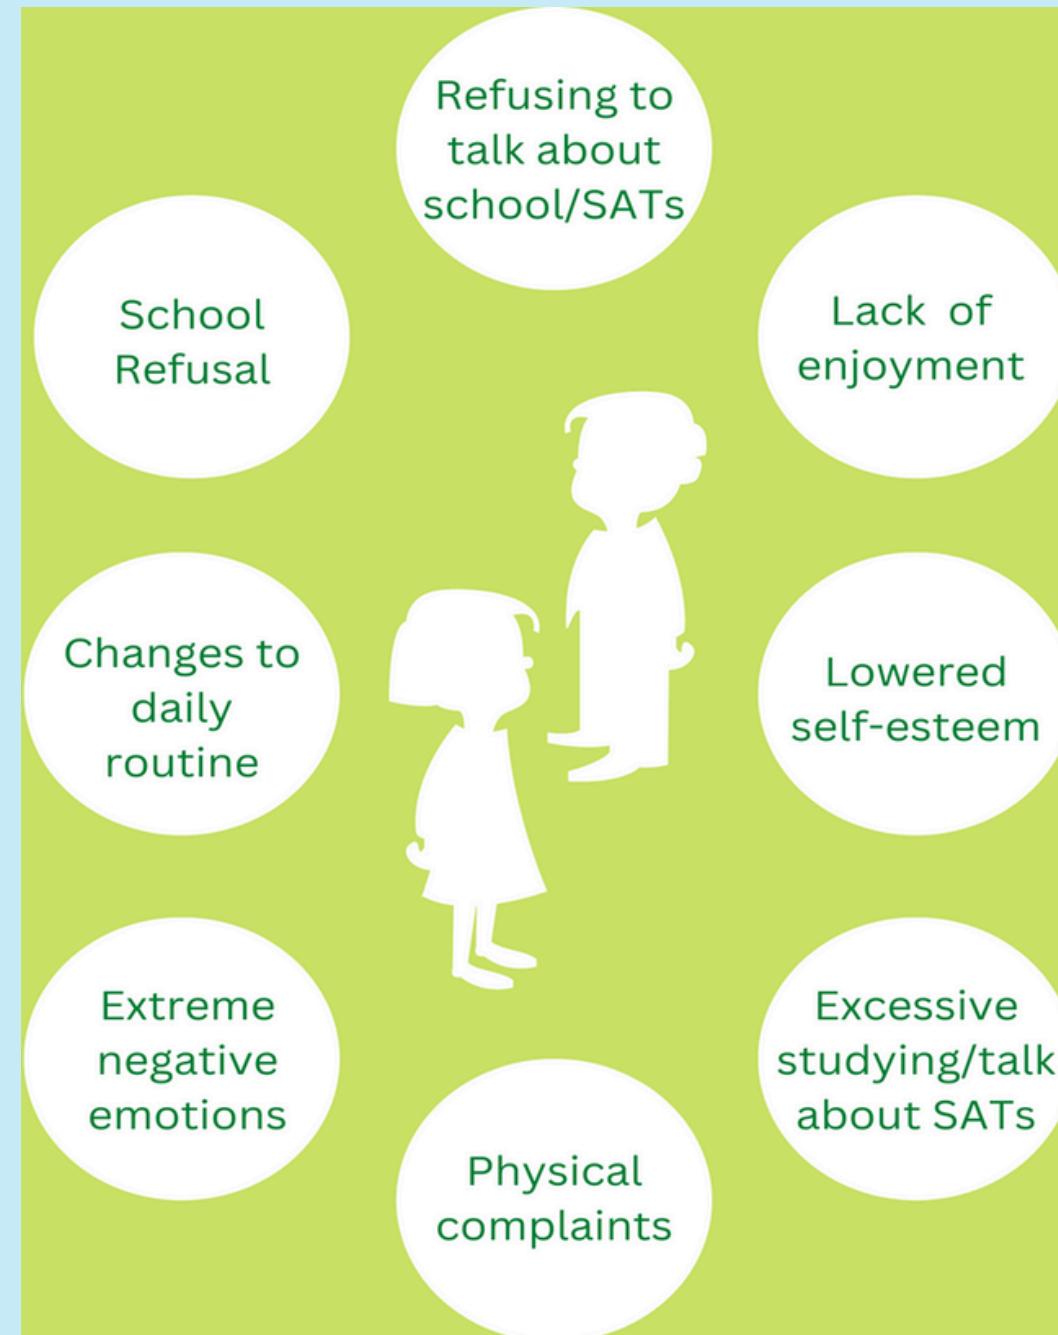 Refusing to
talk about
school/SATs
School
Refusal
Lack of
enjoyment
Changes to
daily
routine
Lowered
self-esteem
Extreme
negative
emotions
Excessive
studying/talk
about SATs
Physical
complaints